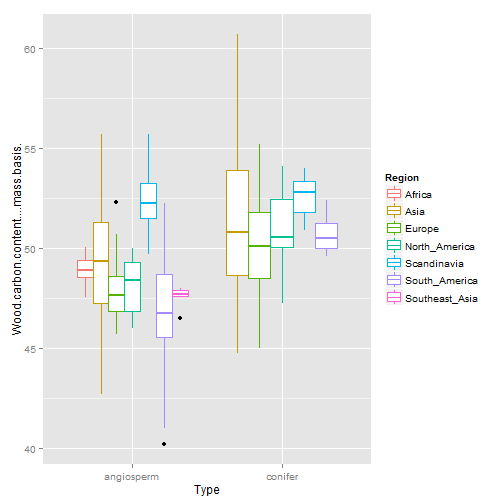 Wood.carbon.content...mass.basis.
60
55
50
45
40
angiosperm
conifer
Type
Region
Africa
Asia
Europe
North_America
Scandinavia
South_America
Southeast_Asia